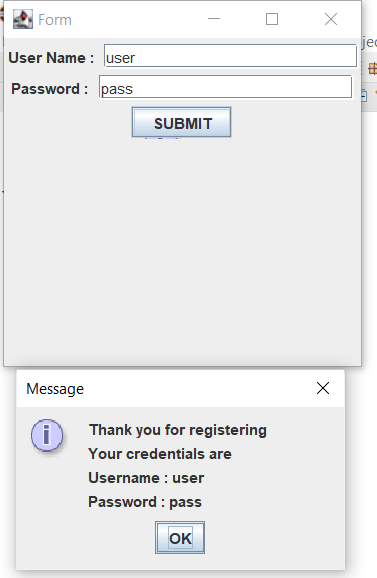 Form
User Name : user
Password : pass
SUBMIT
Message
Thank you for registering
Your credentials are
Username : user
Password : pass
OK